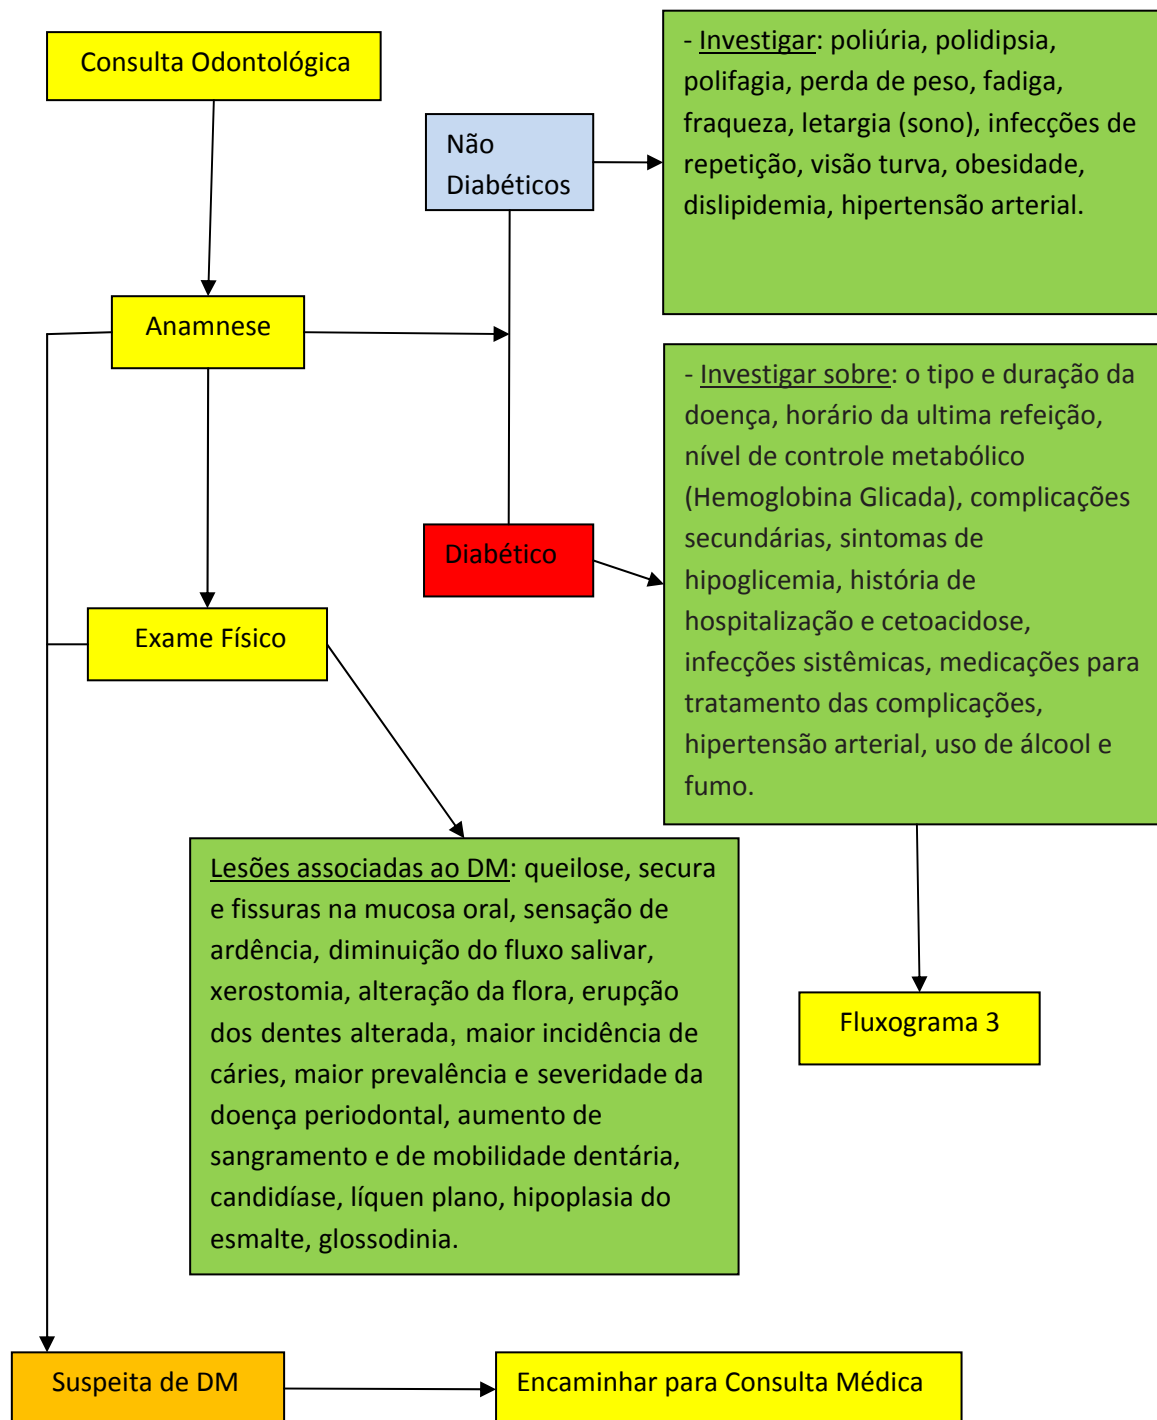 Consulta Odontológica
- Investigar: poliúria, polidipsia,
polifagia, perda de peso, fadiga,
fraqueza, letargia (sono), infecções de
repetição, visão turva, obesidade,
dislipidemia, hipertensão arterial.
Não
Diabéticos
Anamnese
- Investigar sobre: o tipo e duração da
doença, horário da ultima refeição,
nível de controle metabólico
(Hemoglobina Glicada), complicações
secundárias, sintomas de
hipoglicemia, história de
hospitalização e cetoacidose,
infecções sistêmicas, medicações para
tratamento das complicações,
hipertensão arterial, uso de álcool e
fumo.
Diabético
Exame Físico
Lesões associadas ao DM: queilose, secura
e fissuras na mucosa oral, sensação de
ardência, diminuição do fluxo salivar,
xerostomia, alteração da flora, erupção
dos dentes alterada, maior incidência de
cáries, maior prevalência e severidade da
doença periodontal, aumento de
sangramento e de mobilidade dentária,
candidíase, líquen plano, hipoplasia do
esmalte, glossodinia.
Fluxograma 3
Suspeita de DM
Encaminhar para Consulta Médica